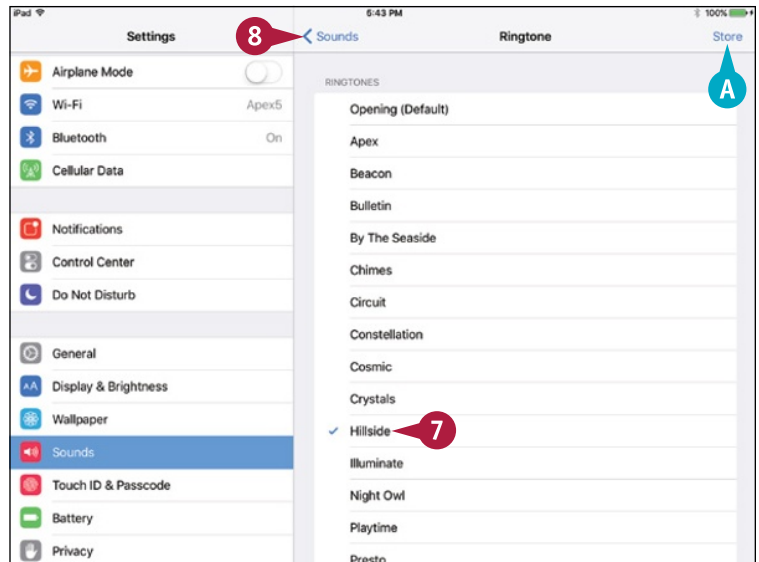 iPad 6:43 PM 100%
Settings 8 Sounds Ringtone Store
A
Airplane Mode
Wi-Fi Apex5
Bluetooth On
Cellular Data
Notifications
Control Center
Do Not Disturb
General
AA Display & Brightness
Wallpaper
Sounds
Touch ID & Passcode
Battery
Privacy
RINGTONES
Opening (Default)
Apex
Beacon
Bulletin
By The Seaside
Chimes
Circuit
Constellation
Cosmic
Crystals
Hillside 7
Illuminate
Night Owl
Playtime
Presto